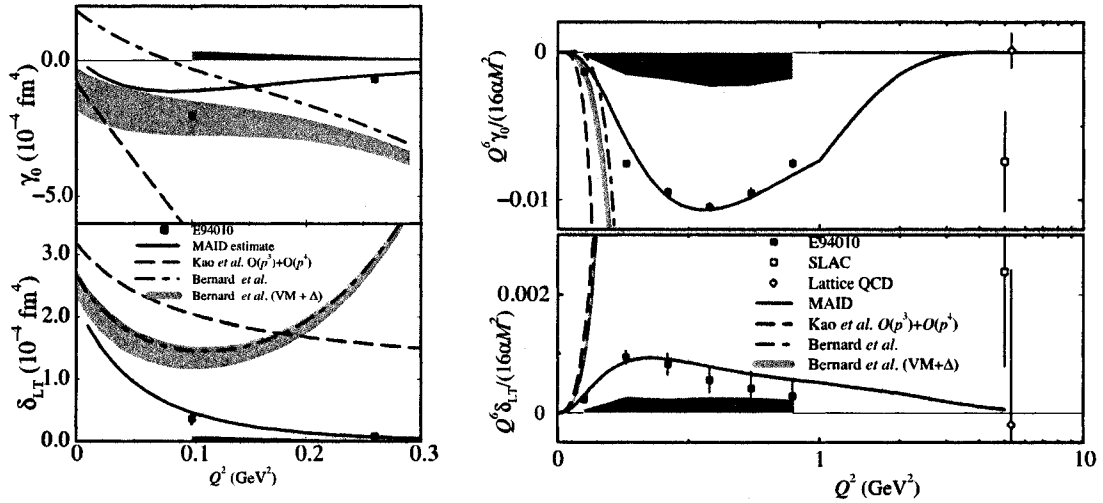 0.0
−5.0
γ₀ (10⁻⁴ fm⁴)
E94010
MAID estimate
Kao et al. O(p³)+O(p⁴)
Bernard et al.
Bernard et al. (VM + Δ)
3.0
2.0
1.0
0.0
δ_LT (10⁻⁴ fm⁴)
0
0.1
0.2
0.3
Q² (GeV²)
0
−0.01
Q⁶γ₀/(16αM²)
E94010
SLAC
Lattice QCD
MAID
Kao et al. O(p³)+O(p⁴)
Bernard et al.
Bernard et al. (VM+Δ)
0.002
0
Q⁶δ_LT/(16αM²)
0
1
10
Q² (GeV²)